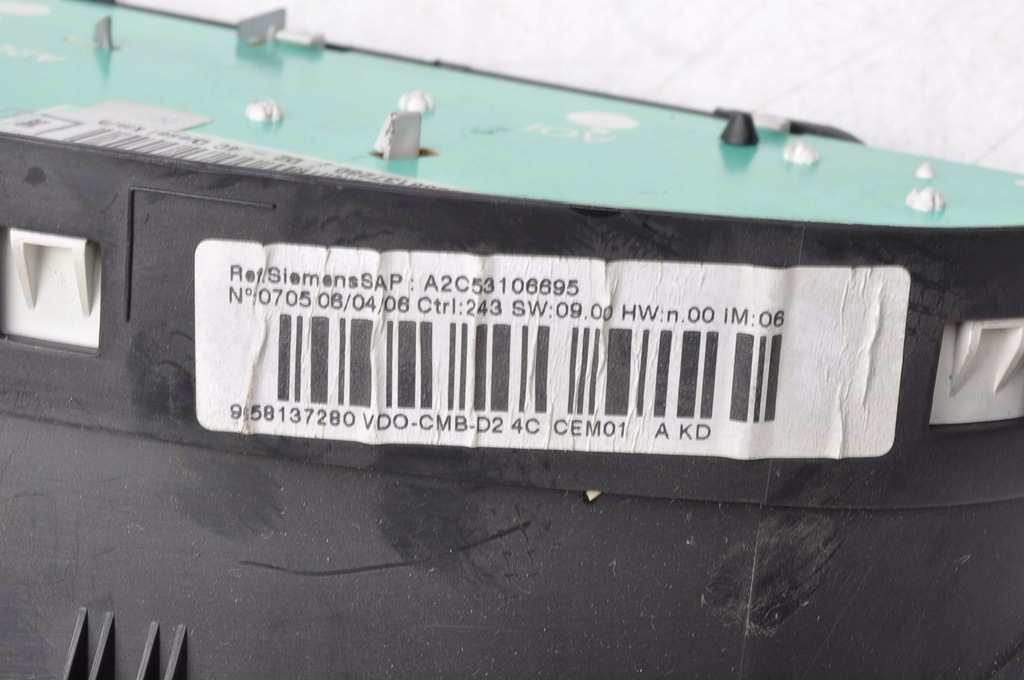 Ref.SiemensSAP : A2C53106695
N°:0705 06/04/06 Ctrl:243 SW:09.00 HW:n.00 IM:06
9658137280 VDO-CMB-D2 4C CEM01 A KD
A01